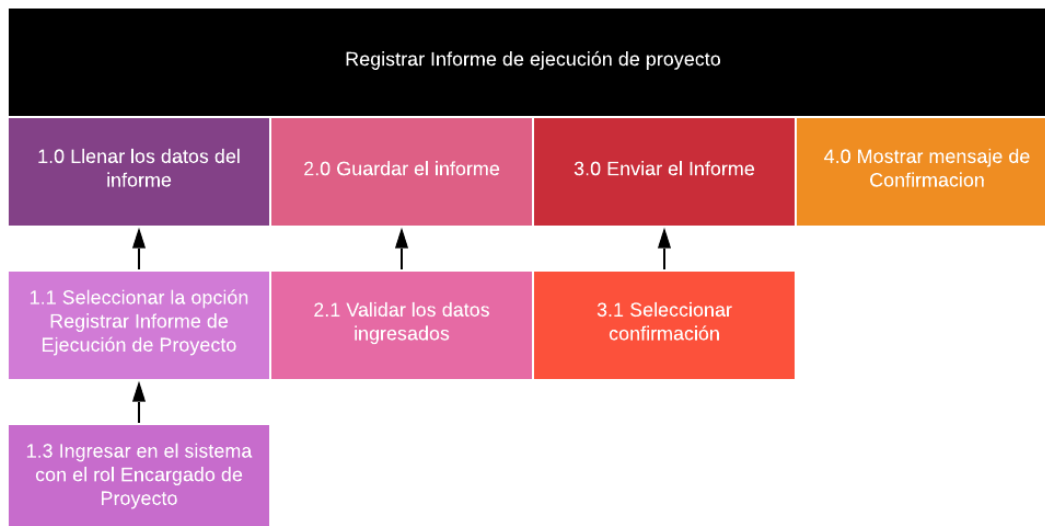 Registrar Informe de ejecución de proyecto
1.0 Llenar los datos del
informe
2.0 Guardar el informe
3.0 Enviar el Informe
4.0 Mostrar mensaje de
Confirmacion
1.1 Seleccionar la opción
Registrar Informe de
Ejecución de Proyecto
2.1 Validar los datos
ingresados
3.1 Seleccionar
confirmación
1.3 Ingresar en el sistema
con el rol Encargado de
Proyecto